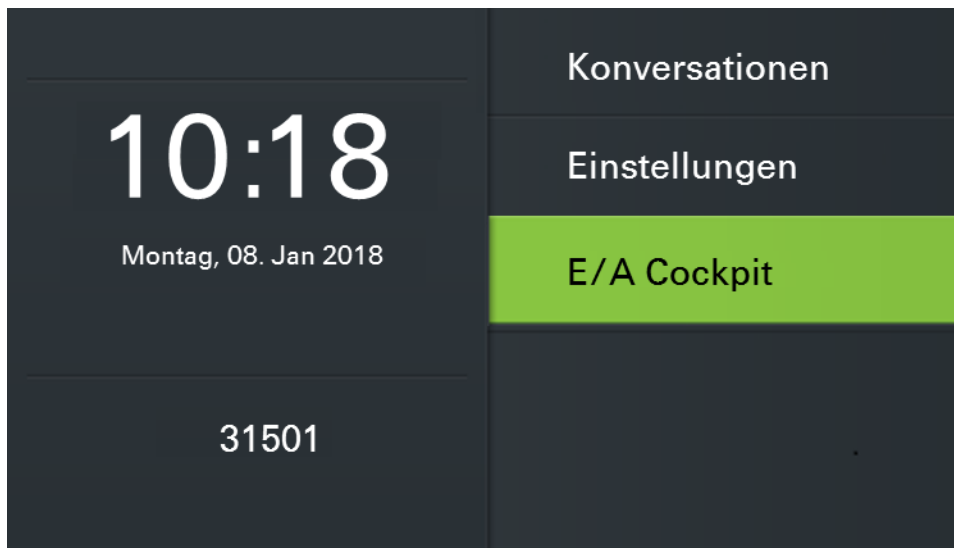 10:18
Montag, 08. Jan 2018
31501
Konversationen
Einstellungen
E/A Cockpit